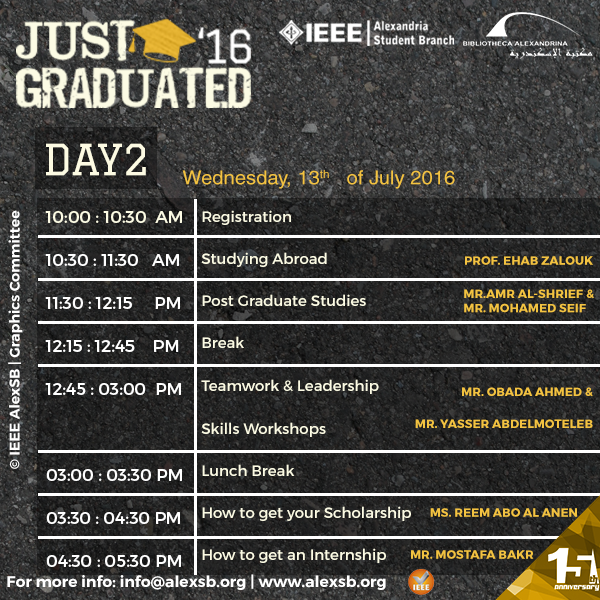 JUST '16
GRADUATED
IEEE Alexandria
Student Branch
BIBLIOTHECA ALEXANDRINA
مكتبة الإسكندرية
DAY2
Wednesday, 13th of July 2016
10:00 : 10:30 AM Registration
10:30 : 11:30 AM Studying Abroad PROF. EHAB ZALOUK
11:30 : 12:15 PM Post Graduate Studies MR.AMR AL-SHRIEF &
MR. MOHAMED SEIF
12:15 : 12:45 PM Break
12:45 : 03:00 PM Teamwork & Leadership MR. OBADA AHMED &
Skills Workshops MR. YASSER ABDELMOTELEB
03:00 : 03:30 PM Lunch Break
03:30 : 04:30 PM How to get your Scholarship MS. REEM ABO AL ANEN
04:30 : 05:30 PM How to get an Internship MR. MOSTAFA BAKR
For more info: info@alexsb.org | www.alexsb.org
IEEE
15
anniversary
© IEEE AlexSB | Graphics Committee